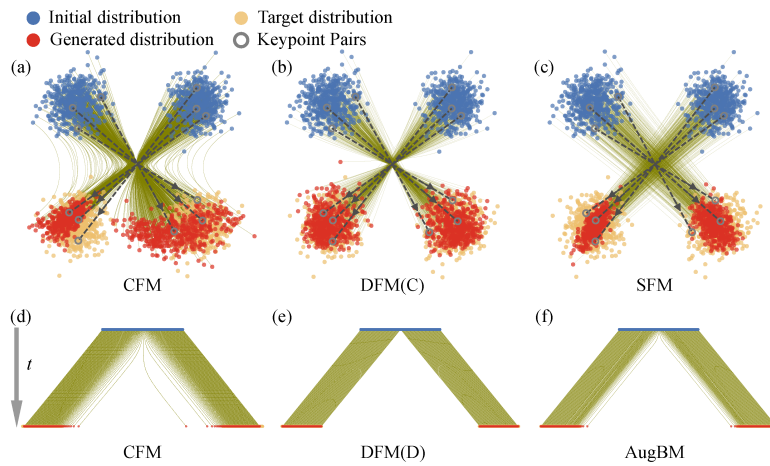 Initial distribution
Target distribution
Generated distribution
Keypoint Pairs
(a)
(b)
(c)
CFM
DFM(C)
SFM
(d)
(e)
(f)
t
CFM
DFM(D)
AugBM